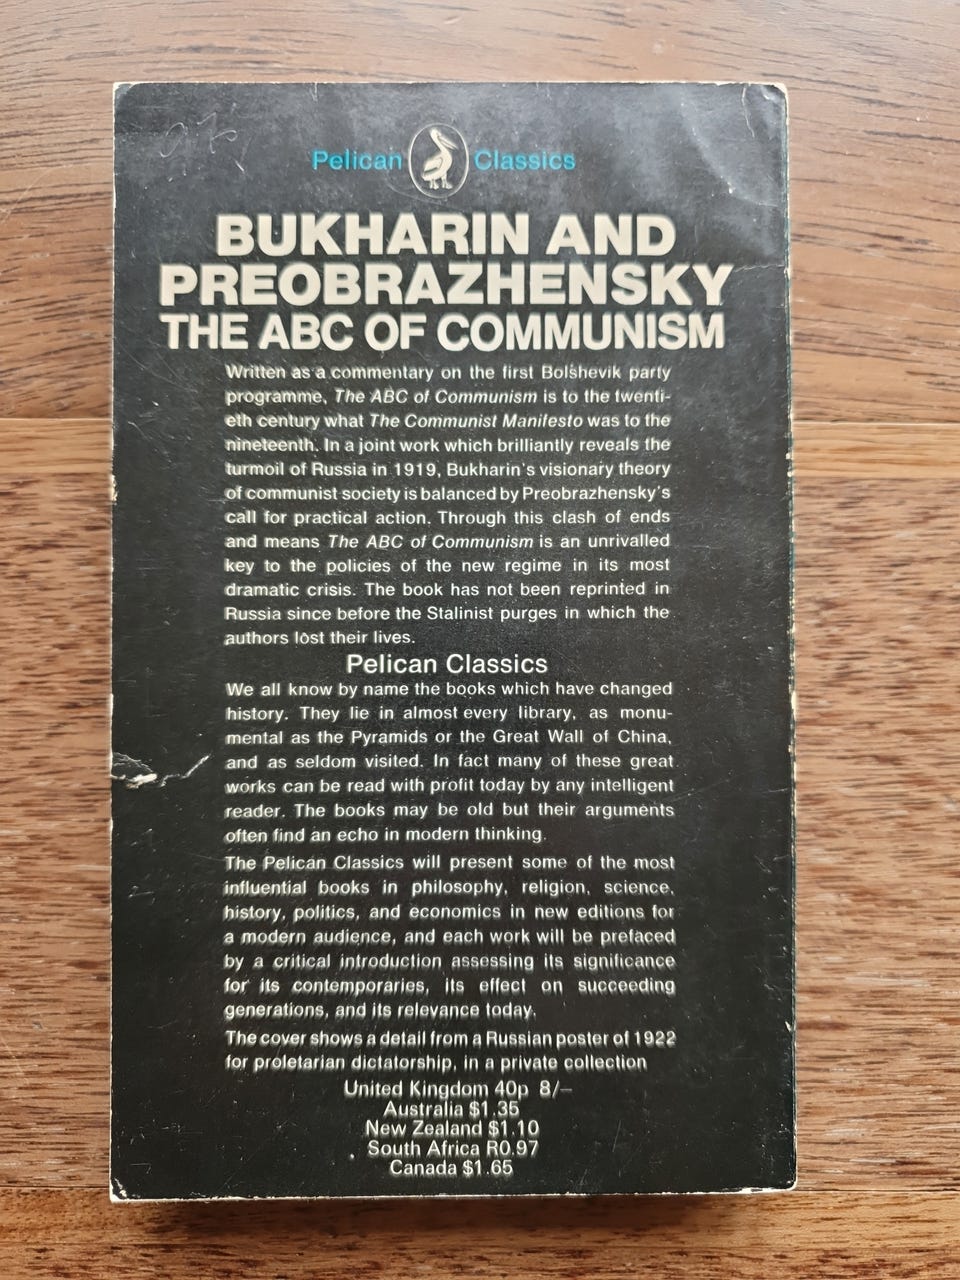 Pelican Classics
BUKHARIN AND
PREOBRAZHENSKY
THE ABC OF COMMUNISM
Written as a commentary on the first Bolshevik party
programme, The ABC of Communism is to the twenti-
eth century what The Communist Manifesto was to the
nineteenth. In a joint work which brilliantly reveals the
turmoil of Russia in 1919, Bukharin's visionary theory
of communist society is balanced by Preobrazhensky's
call for practical action. Through this clash of ends
and means The ABC of Communism is an unrivalled
key to the policies of the new regime in its most
dramatic crisis. The book has not been reprinted in
Russia since before the Stalinist purges in which the
authors lost their lives.
Pelican Classics
We all know by name the books which have changed
history. They lie in almost every library, as monu-
mental as the Pyramids or the Great Wall of China,
and as seldom visited. In fact many of these great
works can be read with profit today by any intelligent
reader. The books may be old but their arguments
often find an echo in modern thinking.
The Pelican Classics will present some of the most
influential books in philosophy, religion, science,
history, politics, and economics in new editions for
a modern audience, and each work will be prefaced
by a critical introduction assessing its significance
for its contemporaries, its effect on succeeding
generations, and its relevance today.
The cover shows a detail from a Russian poster of 1922
for proletarian dictatorship, in a private collection
United Kingdom 40p 8/–
Australia $1.35
New Zealand $1.10
South Africa R0.97
Canada $1.65